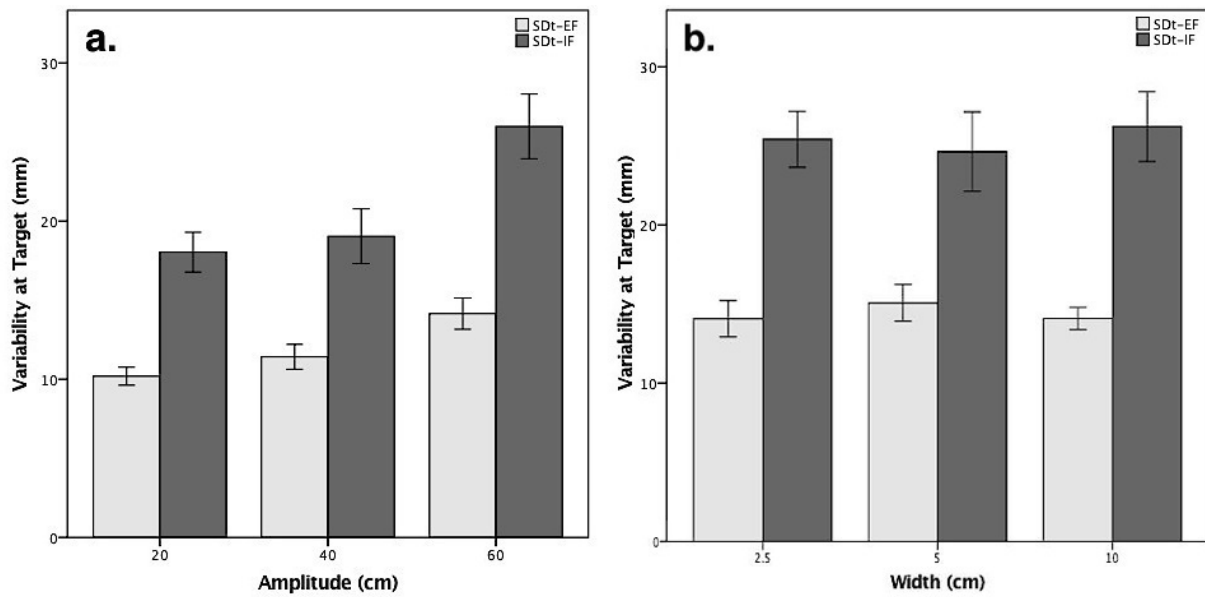 a.
SDt-EF
SDt-IF
Variability at Target (mm)
30
20
10
0
20
40
60
Amplitude (cm)
b.
SDt-EF
SDt-IF
Variability at Target (mm)
30
20
10
0
2.5
5
10
Width (cm)